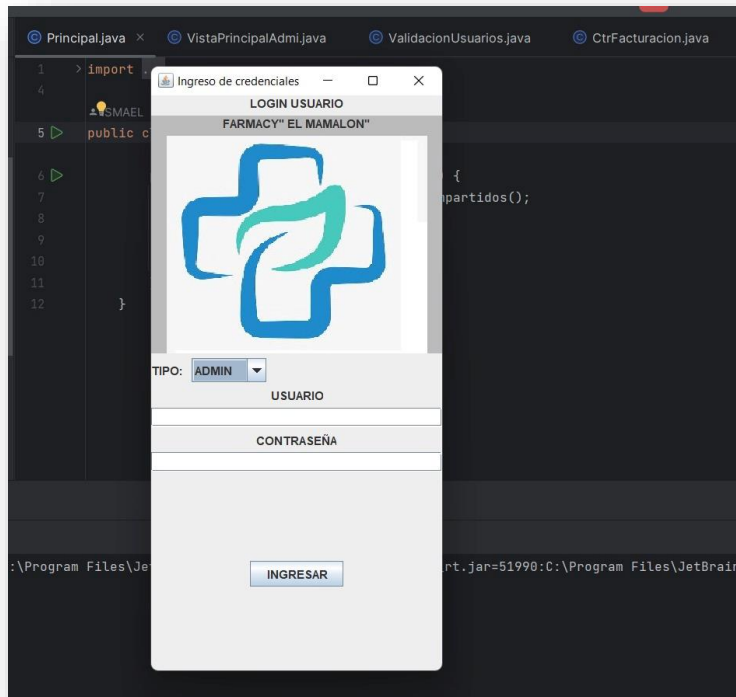 Principal.java × VistaPrincipalAdmi.java ValidacionUsuarios.java CtrFacturacion.java
1 > import ..
Ingreso de credenciales
4
LOGIN USUARIO
SMAEL
FARMACY" EL MAMALON"
5 public c
6 ) {
7 partidos();
8
9
10
11
12 }
TIPO: ADMIN
USUARIO
CONTRASEÑA
:\Program Files\Je rt.jar=51990:C:\Program Files\JetBrain
INGRESAR